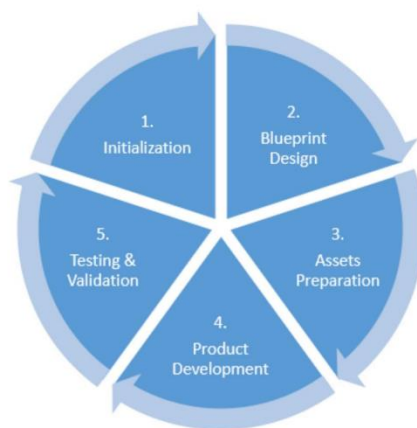 1.
Initialization
2.
Blueprint
Design
3.
Assets
Preparation
4.
Product
Development
5.
Testing &
Validation